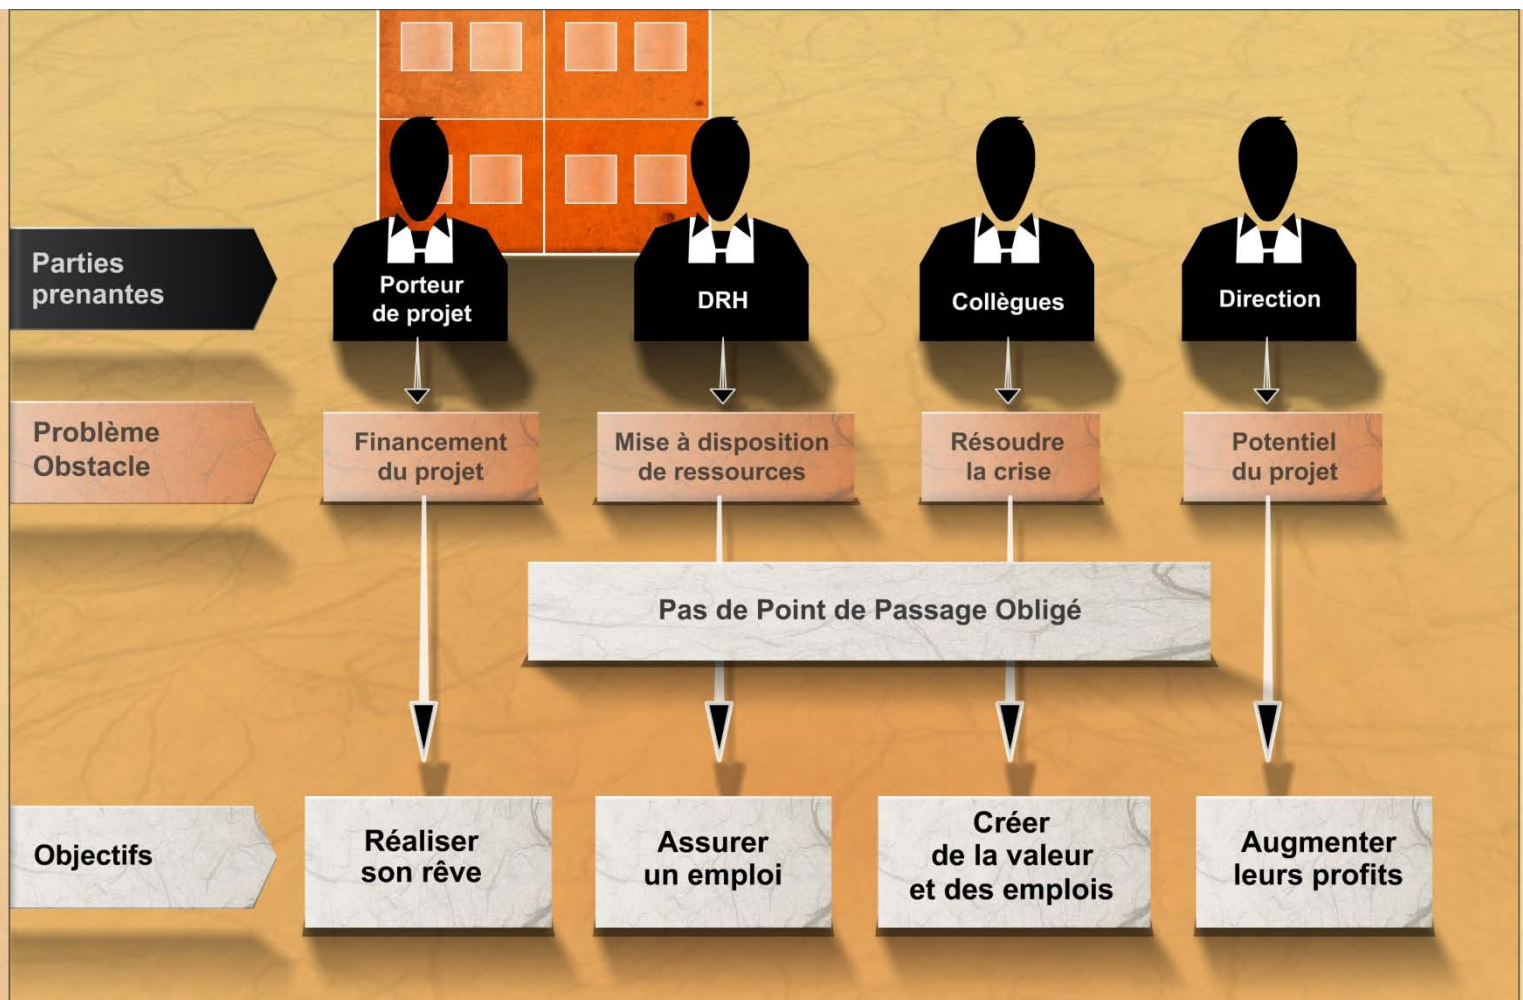 Parties
prenantes
Porteur
de projet
DRH
Collègues
Direction
Problème
Obstacle
Financement
du projet
Mise à disposition
de ressources
Résoudre
la crise
Potentiel
du projet
Pas de Point de Passage Obligé
Objectifs
Réaliser
son rêve
Assurer
un emploi
Créer
de la valeur
et des emplois
Augmenter
leurs profits